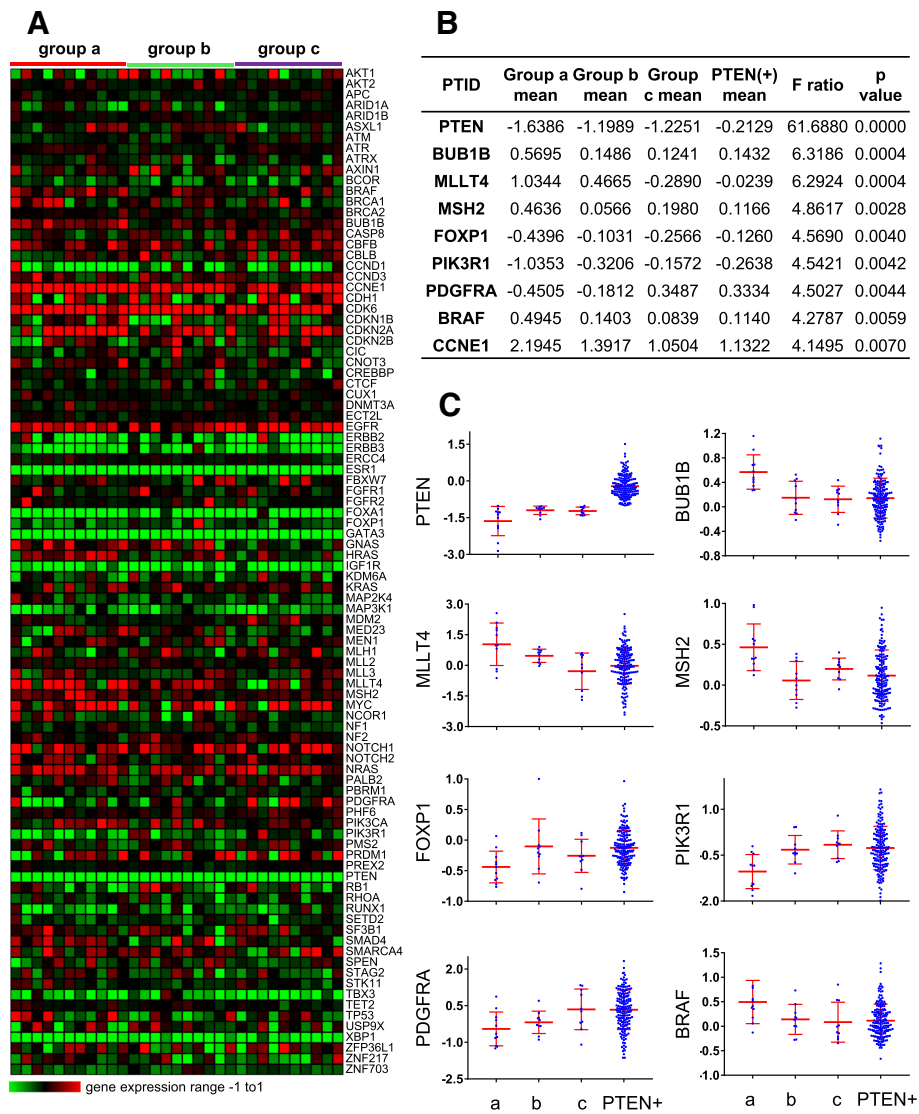 A
group a group b group c
AKT1
AKT2
APC
ARID1A
ARID1B
ASXL1
ATM
ATR
ATRX
AXIN1
BCOR
BRAF
BRCA1
BRCA2
BUB1B
CASP8
CBFB
CBLB
CCND1
CCND3
CCNE1
CDH1
CDK6
CDKN1B
CDKN2A
CDKN2B
CIC
CNOT3
CREBBP
CTCF
CUX1
DNMT3A
ECT2L
EGFR
ERBB2
ERBB3
ERCC4
ESR1
FBXW7
FGFR1
FGFR2
FOXA1
FOXP1
GATA3
GNAS
HRAS
IGF1R
KDM6A
KRAS
MAP2K4
MAP3K1
MDM2
MED23
MEN1
MLH1
MLL2
MLL3
MLLT4
MSH2
MYC
NCOR1
NF1
NF2
NOTCH1
NOTCH2
NRAS
PALB2
PBRM1
PDGFRA
PHF6
PIK3CA
PIK3R1
PMS2
PRDM1
PREX2
PTEN
RB1
RHOA
RUNX1
SETD2
SF3B1
SMAD4
SMARCA4
SPEN
STAG2
STK11
TBX3
TET2
TP53
USP9X
XBP1
ZFP36L1
ZNF217
ZNF703
gene expression range -1 to1
B
PTID Group a mean Group b mean Group c mean PTEN(+) mean F ratio p value
PTEN -1.6386 -1.1989 -1.2251 -0.2129 61.6880 0.0000
BUB1B 0.5695 0.1486 0.1241 0.1432 6.3186 0.0004
MLLT4 1.0344 0.4665 -0.2890 -0.0239 6.2924 0.0004
MSH2 0.4636 0.0566 0.1980 0.1166 4.8617 0.0028
FOXP1 -0.4396 -0.1031 -0.2566 -0.1260 4.5690 0.0040
PIK3R1 -1.0353 -0.3206 -0.1572 -0.2638 4.5421 0.0042
PDGFRA -0.4505 -0.1812 0.3487 0.3334 4.5027 0.0044
BRAF 0.4945 0.1403 0.0839 0.1140 4.2787 0.0059
CCNE1 2.1945 1.3917 1.0504 1.1322 4.1495 0.0070
C
PTEN
1.5
0.0
-1.5
-3.0
BUB1B
1.2
0.6
0.0
-0.8
MLLT4
3.0
1.5
0.0
-1.5
-3.0
MSH2
1.0
0.5
0.0
-0.5
FOXP1
1.0
0.5
0.0
-0.5
-1.0
PIK3R1
1.0
-0.5
-2.0
PDGFRA
2.0
0.5
-1.0
-2.5
a b c PTEN+
BRAF
1.5
1.0
0.5
0.0
-0.5
-1.0
a b c PTEN+